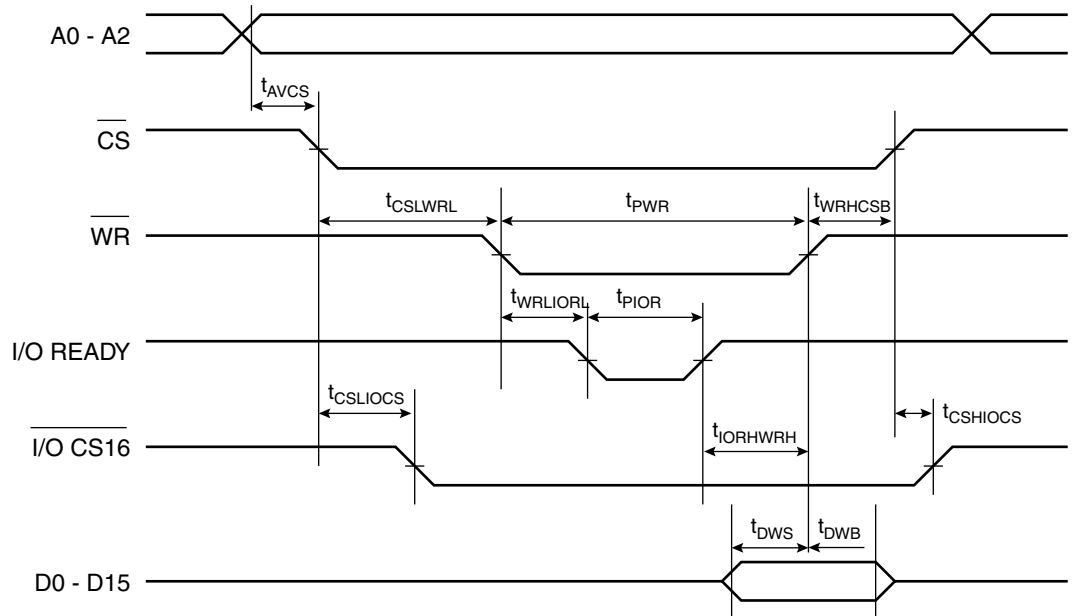 A0 - A2
tAVCS
CS
tCSLWRL tPWR tWRHCSB
WR
tWRLIORL tPIOR
I/O READY
tCSLIOCS tCSHIOCS
I/O CS16 tIORHWRH
tDWS tDWB
D0 - D15